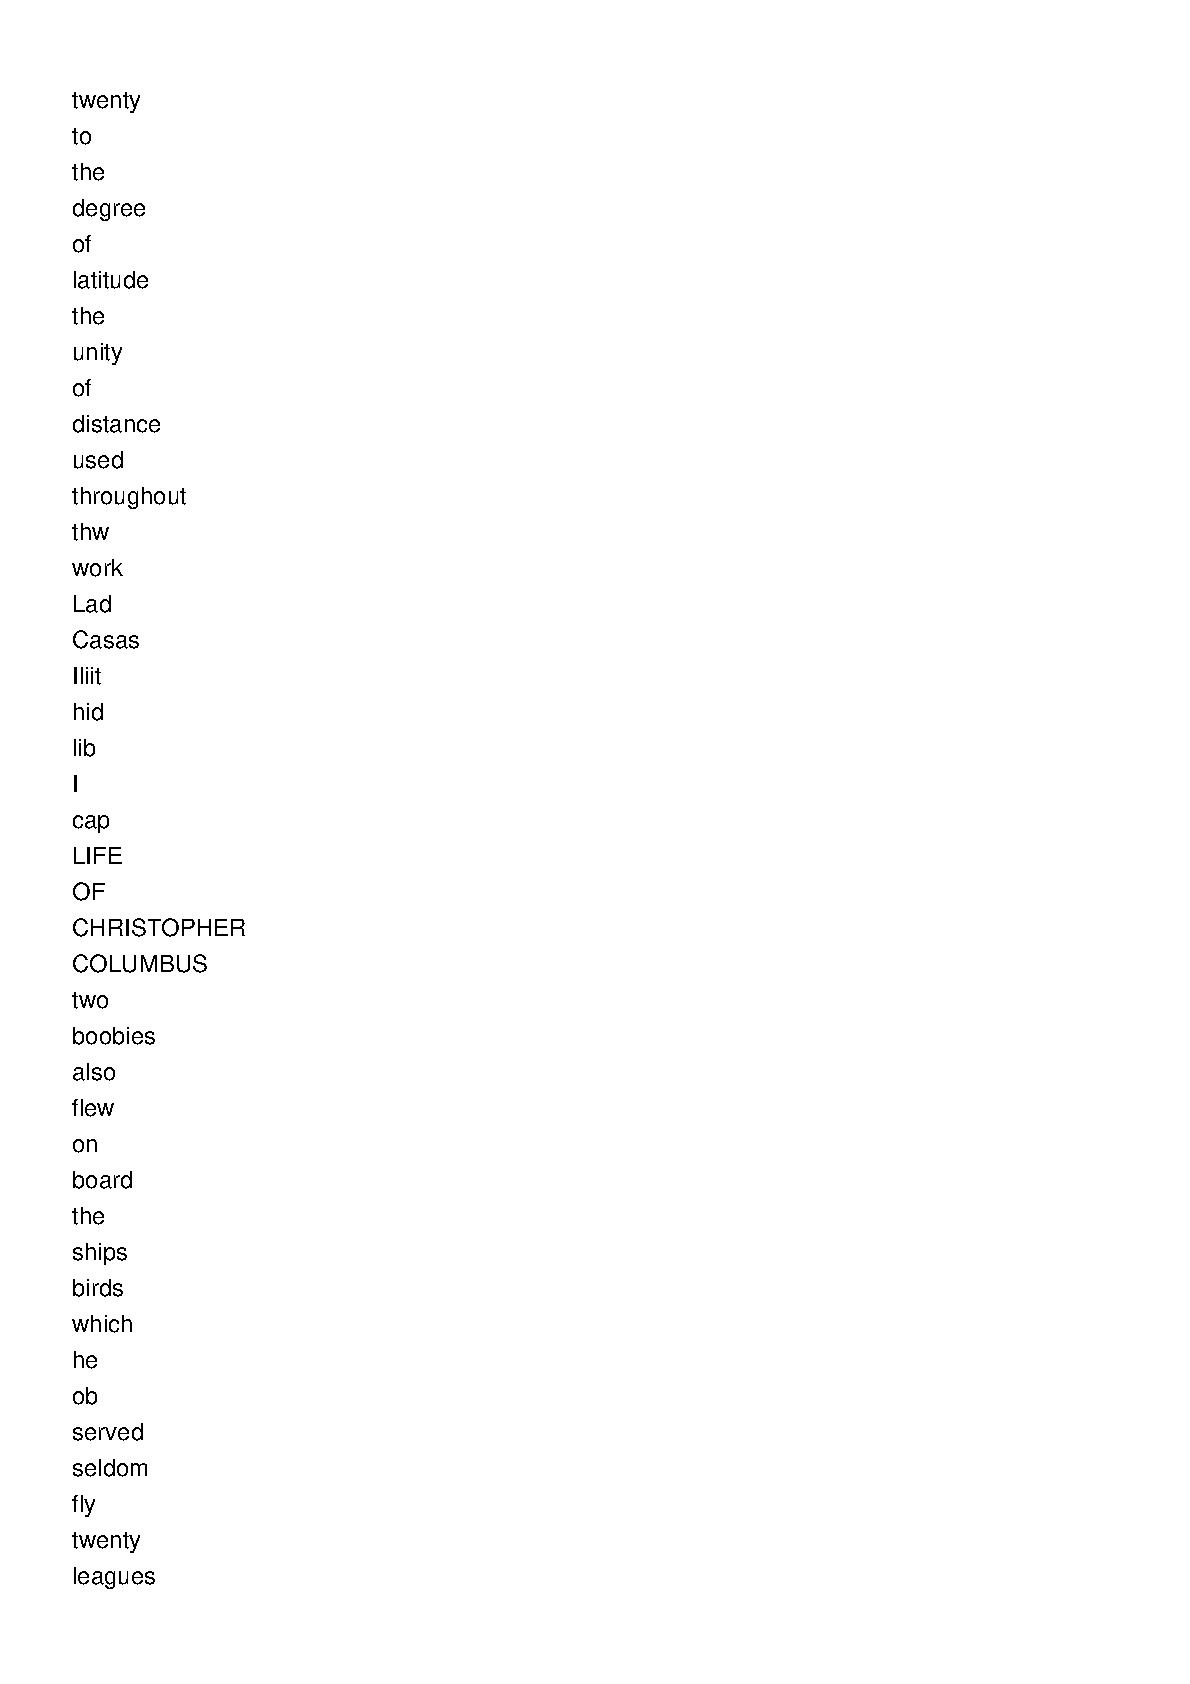 twenty
to
the
degree
of
latitude
the
unity
of
distance
used
throughout
thw
work
Lad
Casas
Iliit
hid
lib
I
cap
LIFE
OF
CHRISTOPHER
COLUMBUS
two
boobies
also
flew
on
board
the
ships
birds
which
he
ob
served
seldom
fly
twenty
leagues